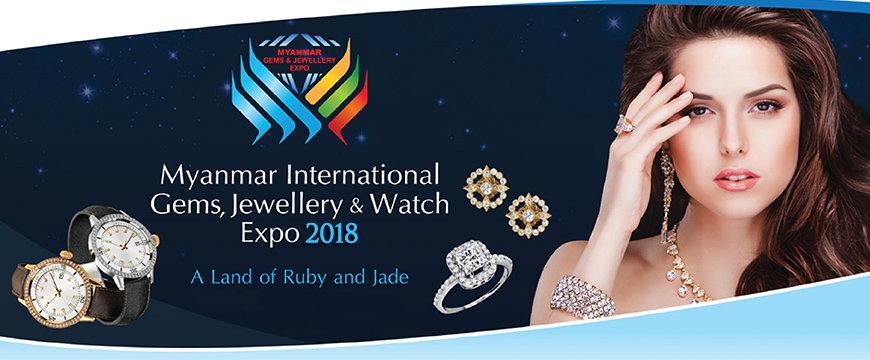 MYANMAR
GEMS & JEWELLERY
EXPO
Myanmar International
Gems, Jewellery & Watch
Expo 2018
A Land of Ruby and Jade